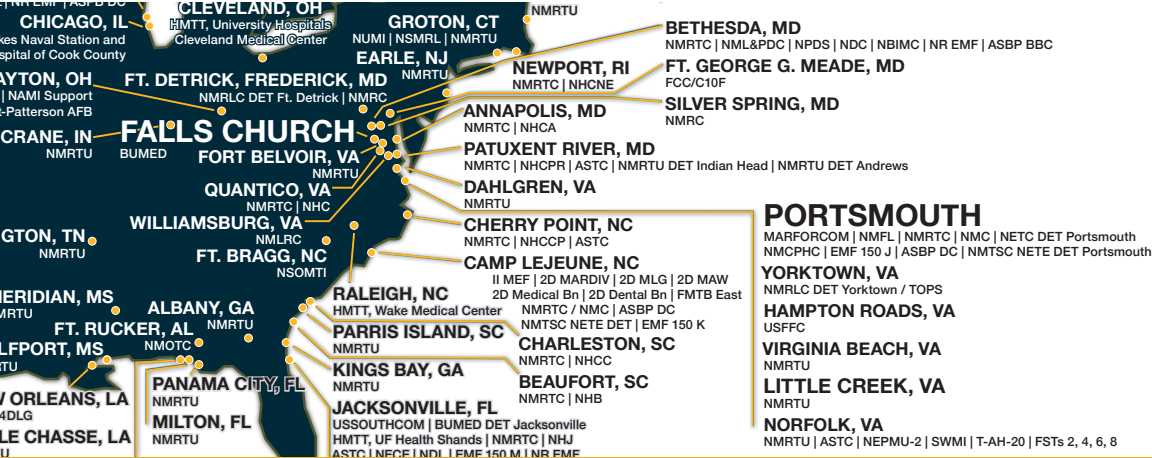 CHICAGO, IL
kes Naval Station and
spital of Cook County
CLEVELAND, OH
HMTT, University Hospitals
Cleveland Medical Center
GROTON, CT
NUMI | NSMRL | NMRTU
NMRTU
EARLE, NJ
NMRTU
NEWPORT, RI
NMRTC | NHCNE
BETHESDA, MD
NMRTC | NML&PDC | NPDS | NDC | NBIMC | NR EMF | ASBP BBC
FT. GEORGE G. MEADE, MD
FCC/C10F
SILVER SPRING, MD
NMRC
AYTON, OH
| NAMI Support
t-Patterson AFB
FT. DETRICK, FREDERICK, MD
NMRLC DET Ft. Detrick | NMRC
CRANE, IN
NMRTU
FALLS CHURCH
BUMED
ANNAPOLIS, MD
NMRTC | NHCA
FORT BELVOIR, VA
NMRTU
PATUXENT RIVER, MD
NMRTC | NHCPR | ASTC | NMRTU DET Indian Head | NMRTU DET Andrews
QUANTICO, VA
NMRTC | NHC
DAHLGREN, VA
NMRTU
WILLIAMSBURG, VA
NMLRC
CHERRY POINT, NC
NMRTC | NHCCP | ASTC
GTON, TN
NMRTU
FT. BRAGG, NC
NSOMTI
CAMP LEJEUNE, NC
II MEF | 2D MARDIV | 2D MLG | 2D MAW
2D Medical Bn | 2D Dental Bn | FMTB East
NMRTC / NMC | ASBP DC
NMTSC NETE DET | EMF 150 K
PORTSMOUTH
MARFORCOM | NMFL | NMRTC | NMC | NETC DET Portsmouth
NMCPHC | EMF 150 J | ASBP DC | NMTSC NETE DET Portsmouth
YORKTOWN, VA
NMRLC DET Yorktown / TOPS
HAMPTON ROADS, VA
USFFC
VIRGINIA BEACH, VA
NMRTU
LITTLE CREEK, VA
NMRTU
NORFOLK, VA
NMRTU | ASTC | NEPMU-2 | SWMI | T-AH-20 | FSTs 2, 4, 6, 8
ERIDIAN, MS
MRTU
ALBANY, GA
NMRTU
RALEIGH, NC
HMTT, Wake Medical Center
FT. RUCKER, AL
NMOTC
PARRIS ISLAND, SC
NMRTU
CHARLESTON, SC
NMRTC | NHCC
LFPORT, MS
RTU
KINGS BAY, GA
NMRTU
BEAUFORT, SC
NMRTC | NHB
PANAMA CITY, FL
NMRTU
W ORLEANS, LA
4DLG
MILTON, FL
NMRTU
LE CHASSE, LA
U
JACKSONVILLE, FL
USSOUTHCOM | BUMED DET Jacksonville
HMTT, UF Health Shands | NMRTC | NHJ
ASTC | NECE | NDL | EMF 150 M | NR EMF